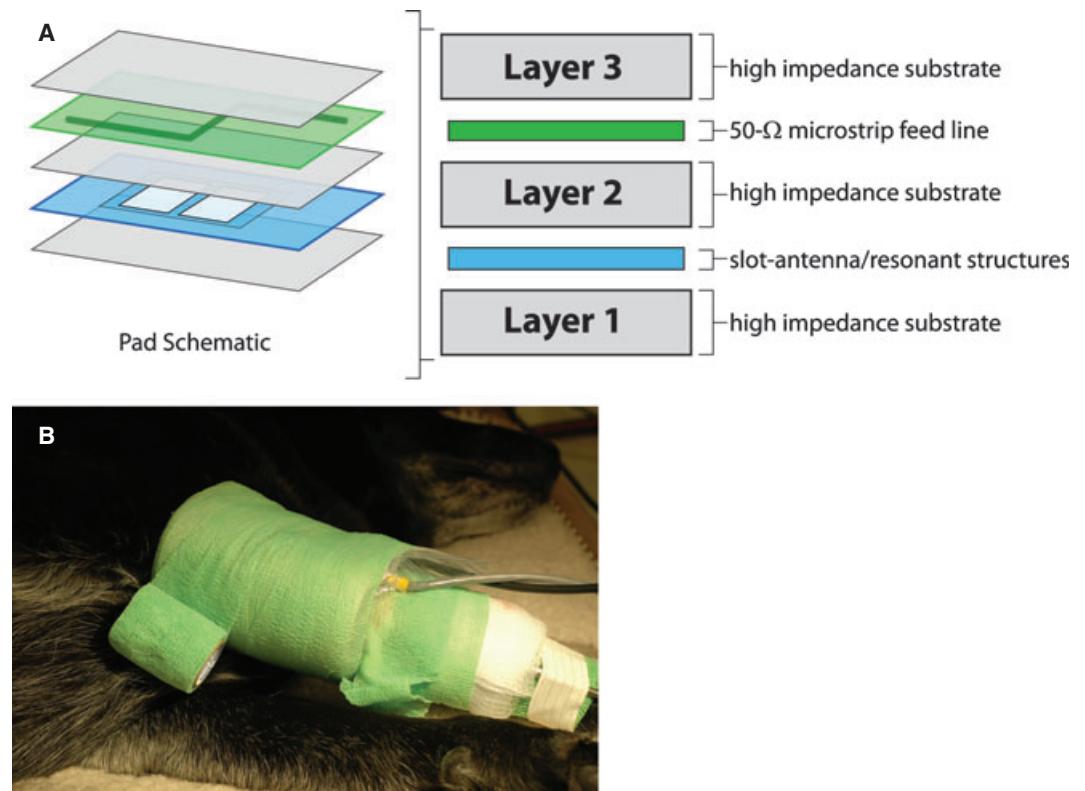 A
Layer 3
high impedance substrate
50-Ω microstrip feed line
Layer 2
high impedance substrate
slot-antenna/resonant structures
Layer 1
high impedance substrate
Pad Schematic
B